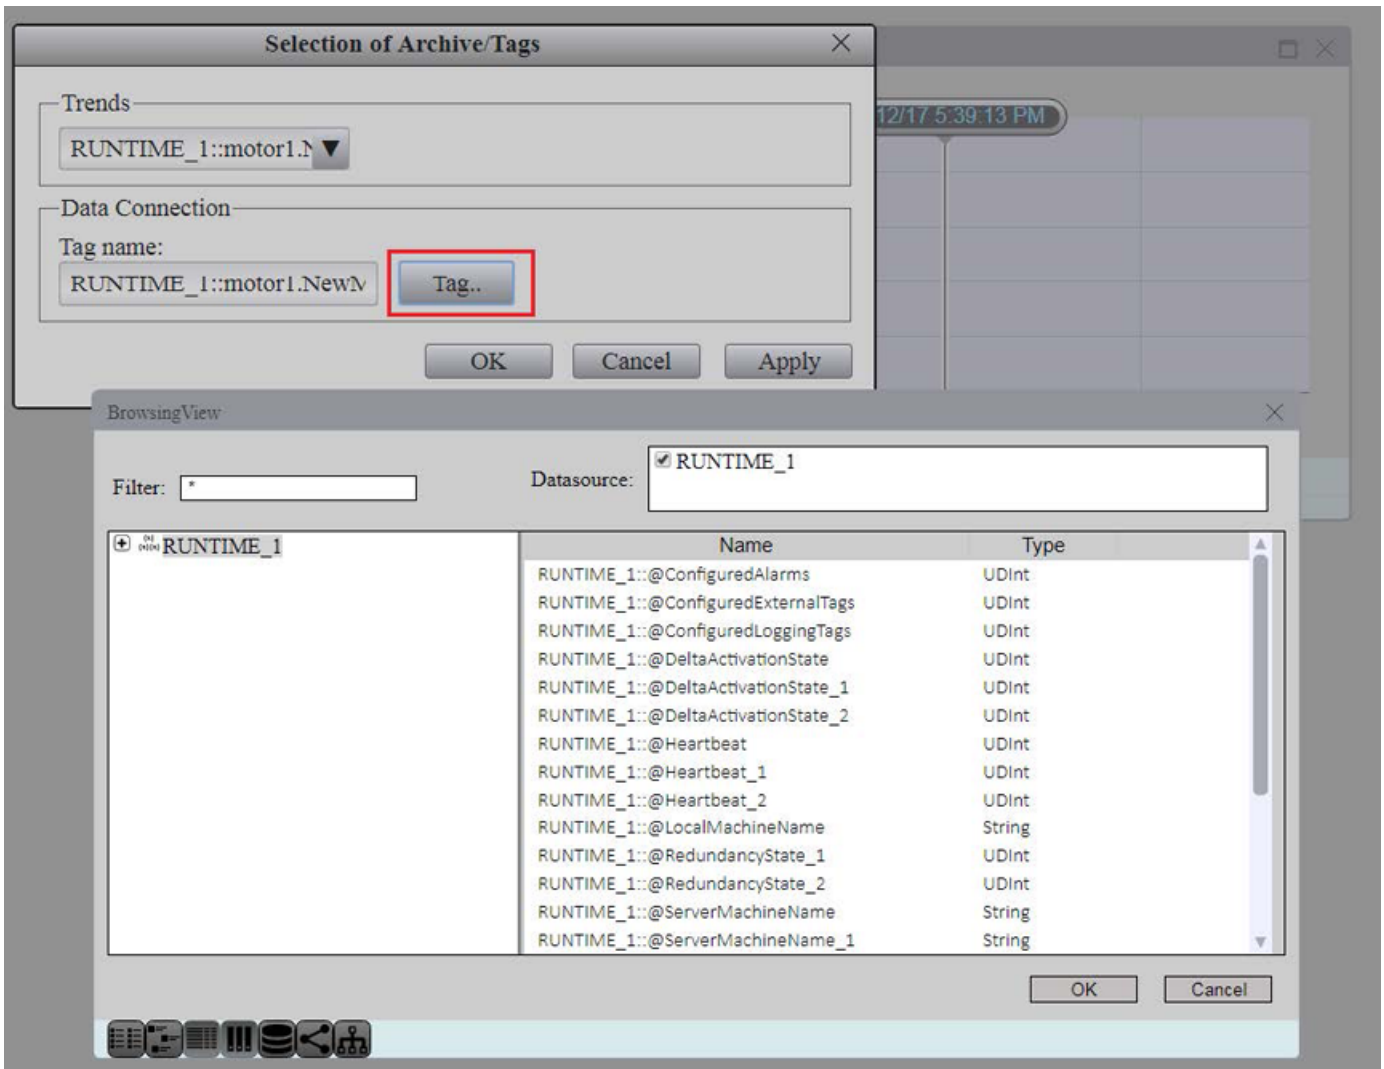 Selection of Archive/Tags
12/17 5:39:13 PM
Trends
RUNTIME_1::motor1.
Data Connection
Tag name:
RUNTIME_1::motor1.New
Tag..
OK Cancel Apply
BrowsingView
Filter: *
Datasource: RUNTIME_1
RUNTIME_1
Name Type
RUNTIME_1::@ConfiguredAlarms UDInt
RUNTIME_1::@ConfiguredExternalTags UDInt
RUNTIME_1::@ConfiguredLoggingTags UDInt
RUNTIME_1::@DeltaActivationState UDInt
RUNTIME_1::@DeltaActivationState_1 UDInt
RUNTIME_1::@DeltaActivationState_2 UDInt
RUNTIME_1::@Heartbeat UDInt
RUNTIME_1::@Heartbeat_1 UDInt
RUNTIME_1::@Heartbeat_2 UDInt
RUNTIME_1::@LocalMachineName String
RUNTIME_1::@RedundancyState_1 UDInt
RUNTIME_1::@RedundancyState_2 UDInt
RUNTIME_1::@ServerMachineName String
RUNTIME_1::@ServerMachineName_1 String
OK Cancel